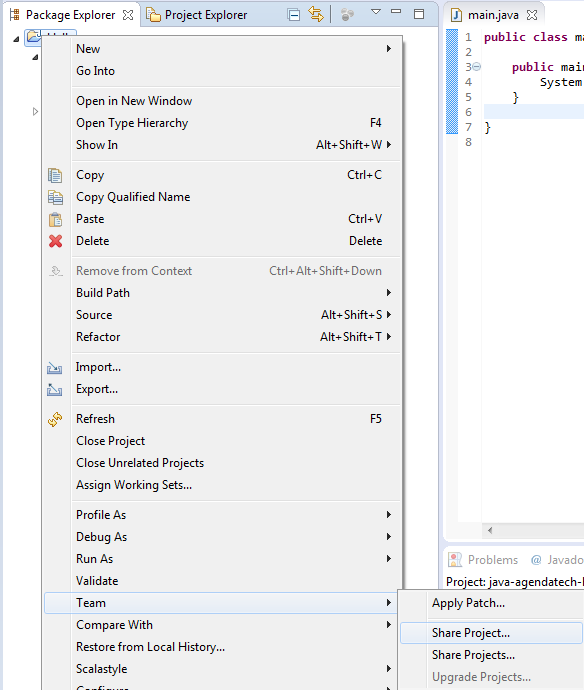 Package Explorer Project Explorer main.java
New
Go Into
Open in New Window
Open Type Hierarchy F4
Show In Alt+Shift+W
Copy Ctrl+C
Copy Qualified Name
Paste Ctrl+V
Delete Delete
Remove from Context Ctrl+Alt+Shift+Down
Build Path
Source Alt+Shift+S
Refactor Alt+Shift+T
Import...
Export...
Refresh F5
Close Project
Close Unrelated Projects
Assign Working Sets...
Profile As
Debug As
Run As
Validate
Team
Compare With
Restore from Local History...
Scalastyle
Configure
1 public class ma
2
3 public main
4 System
5 }
6
7 }
8
Problems @ Javado
Project: java-agendatech-
Apply Patch...
Share Project...
Share Projects...
Upgrade Projects...